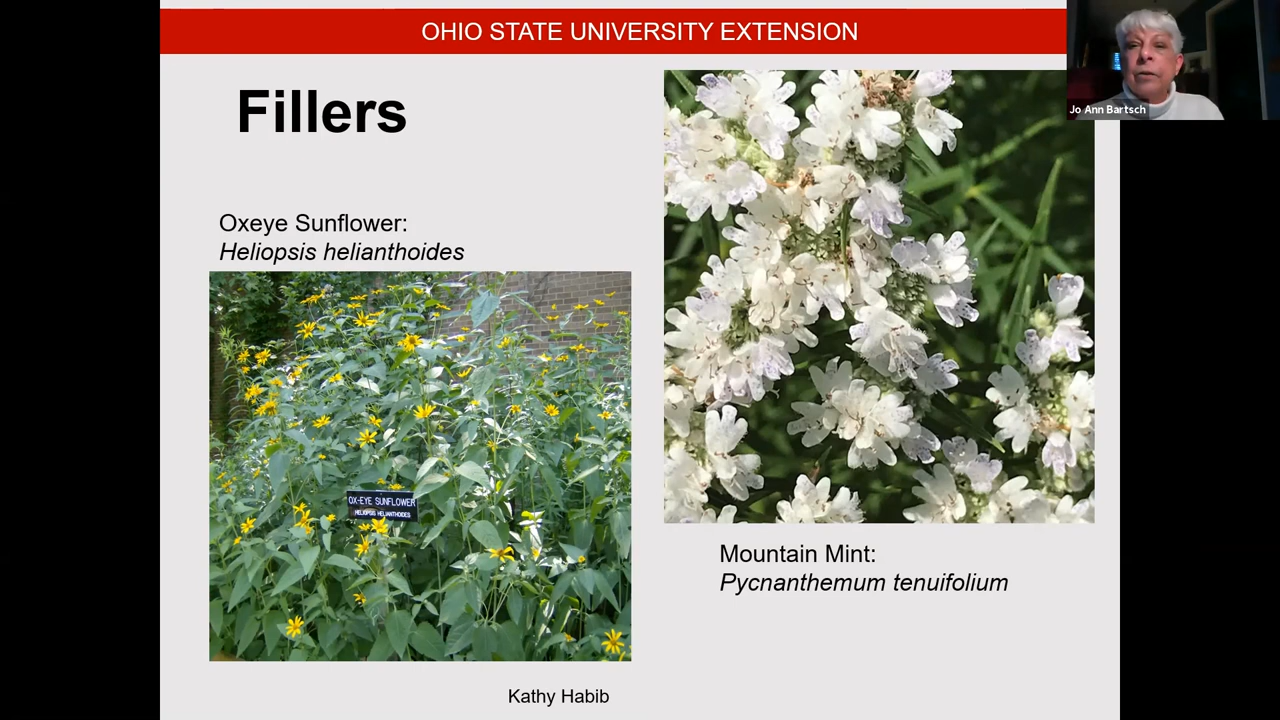 OHIO STATE UNIVERSITY EXTENSION
Jo Ann Bartsch
Fillers
Oxeye Sunflower:
Heliopsis helianthoides
OX-EYE SUNFLOWER
HELIOPSIS HELIANTHOIDES
Mountain Mint:
Pycnanthemum tenuifolium
Kathy Habib